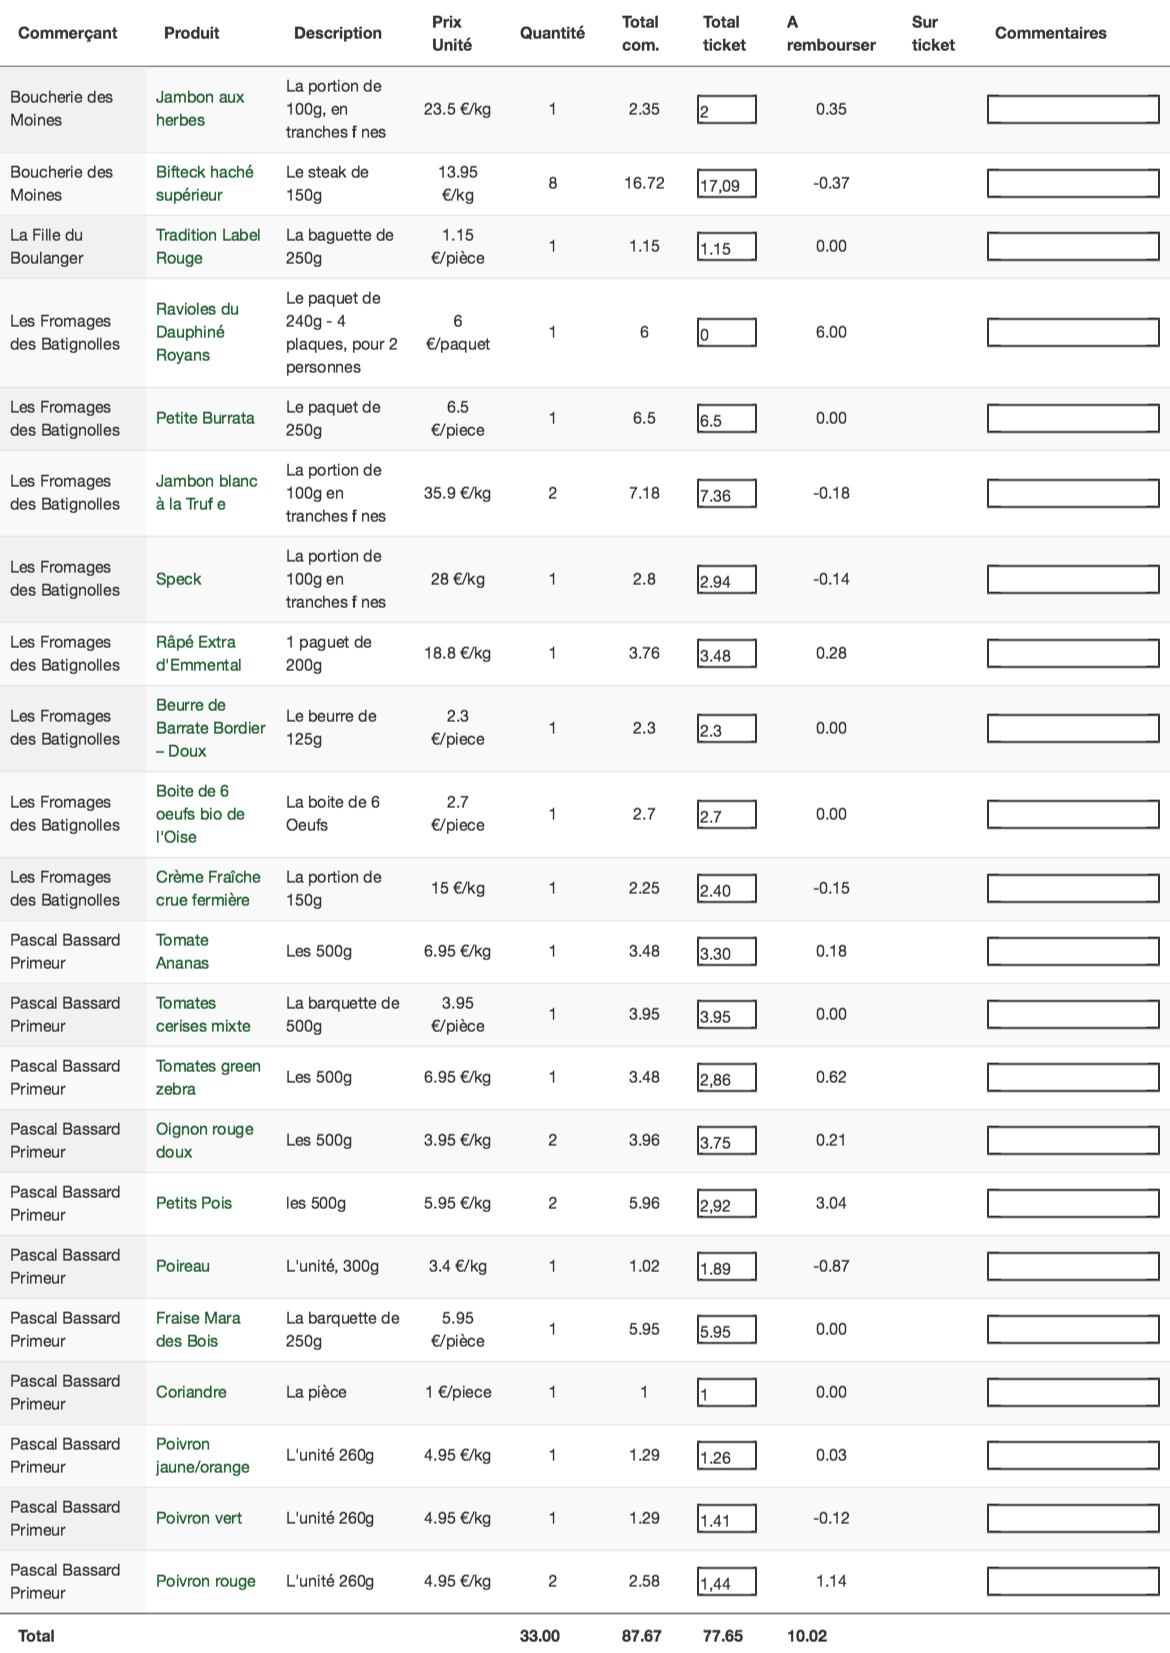 Commerçant Produit Description Prix Unité Quantité Total com. Total ticket A rembourser Sur ticket Commentaires
Boucherie des Moines Jambon aux herbes La portion de 100g, en tranches f nes 23.5 €/kg 1 2.35 2 0.35
Boucherie des Moines Bifteck haché supérieur Le steak de 150g 13.95 €/kg 8 16.72 17,09 -0.37
La Fille du Boulanger Tradition Label Rouge La baguette de 250g 1.15 €/pièce 1 1.15 1.15 0.00
Les Fromages des Batignolles Ravioles du Dauphiné Royans Le paquet de 240g - 4 plaques, pour 2 personnes 6 €/paquet 1 6 0 6.00
Les Fromages des Batignolles Petite Burrata Le paquet de 250g 6.5 €/piece 1 6.5 6.5 0.00
Les Fromages des Batignolles Jambon blanc à la Truf e La portion de 100g en tranches f nes 35.9 €/kg 2 7.18 7.36 -0.18
Les Fromages des Batignolles Speck La portion de 100g en tranches f nes 28 €/kg 1 2.8 2.94 -0.14
Les Fromages des Batignolles Râpé Extra d'Emmental 1 paguet de 200g 18.8 €/kg 1 3.76 3.48 0.28
Les Fromages des Batignolles Beurre de Barrate Bordier – Doux Le beurre de 125g 2.3 €/piece 1 2.3 2.3 0.00
Les Fromages des Batignolles Boite de 6 oeufs bio de l'Oise La boite de 6 Oeufs 2.7 €/piece 1 2.7 2.7 0.00
Les Fromages des Batignolles Crème Fraîche crue fermière La portion de 150g 15 €/kg 1 2.25 2.40 -0.15
Pascal Bassard Primeur Tomate Ananas Les 500g 6.95 €/kg 1 3.48 3.30 0.18
Pascal Bassard Primeur Tomates cerises mixte La barquette de 500g 3.95 €/pièce 1 3.95 3.95 0.00
Pascal Bassard Primeur Tomates green zebra Les 500g 6.95 €/kg 1 3.48 2,86 0.62
Pascal Bassard Primeur Oignon rouge doux Les 500g 3.95 €/kg 2 3.96 3.75 0.21
Pascal Bassard Primeur Petits Pois les 500g 5.95 €/kg 2 5.96 2,92 3.04
Pascal Bassard Primeur Poireau L'unité, 300g 3.4 €/kg 1 1.02 1.89 -0.87
Pascal Bassard Primeur Fraise Mara des Bois La barquette de 250g 5.95 €/pièce 1 5.95 5.95 0.00
Pascal Bassard Primeur Coriandre La pièce 1 €/piece 1 1 1 0.00
Pascal Bassard Primeur Poivron jaune/orange L'unité 260g 4.95 €/kg 1 1.29 1.26 0.03
Pascal Bassard Primeur Poivron vert L'unité 260g 4.95 €/kg 1 1.29 1.41 -0.12
Pascal Bassard Primeur Poivron rouge L'unité 260g 4.95 €/kg 2 2.58 1,44 1.14
Total 33.00 87.67 77.65 10.02